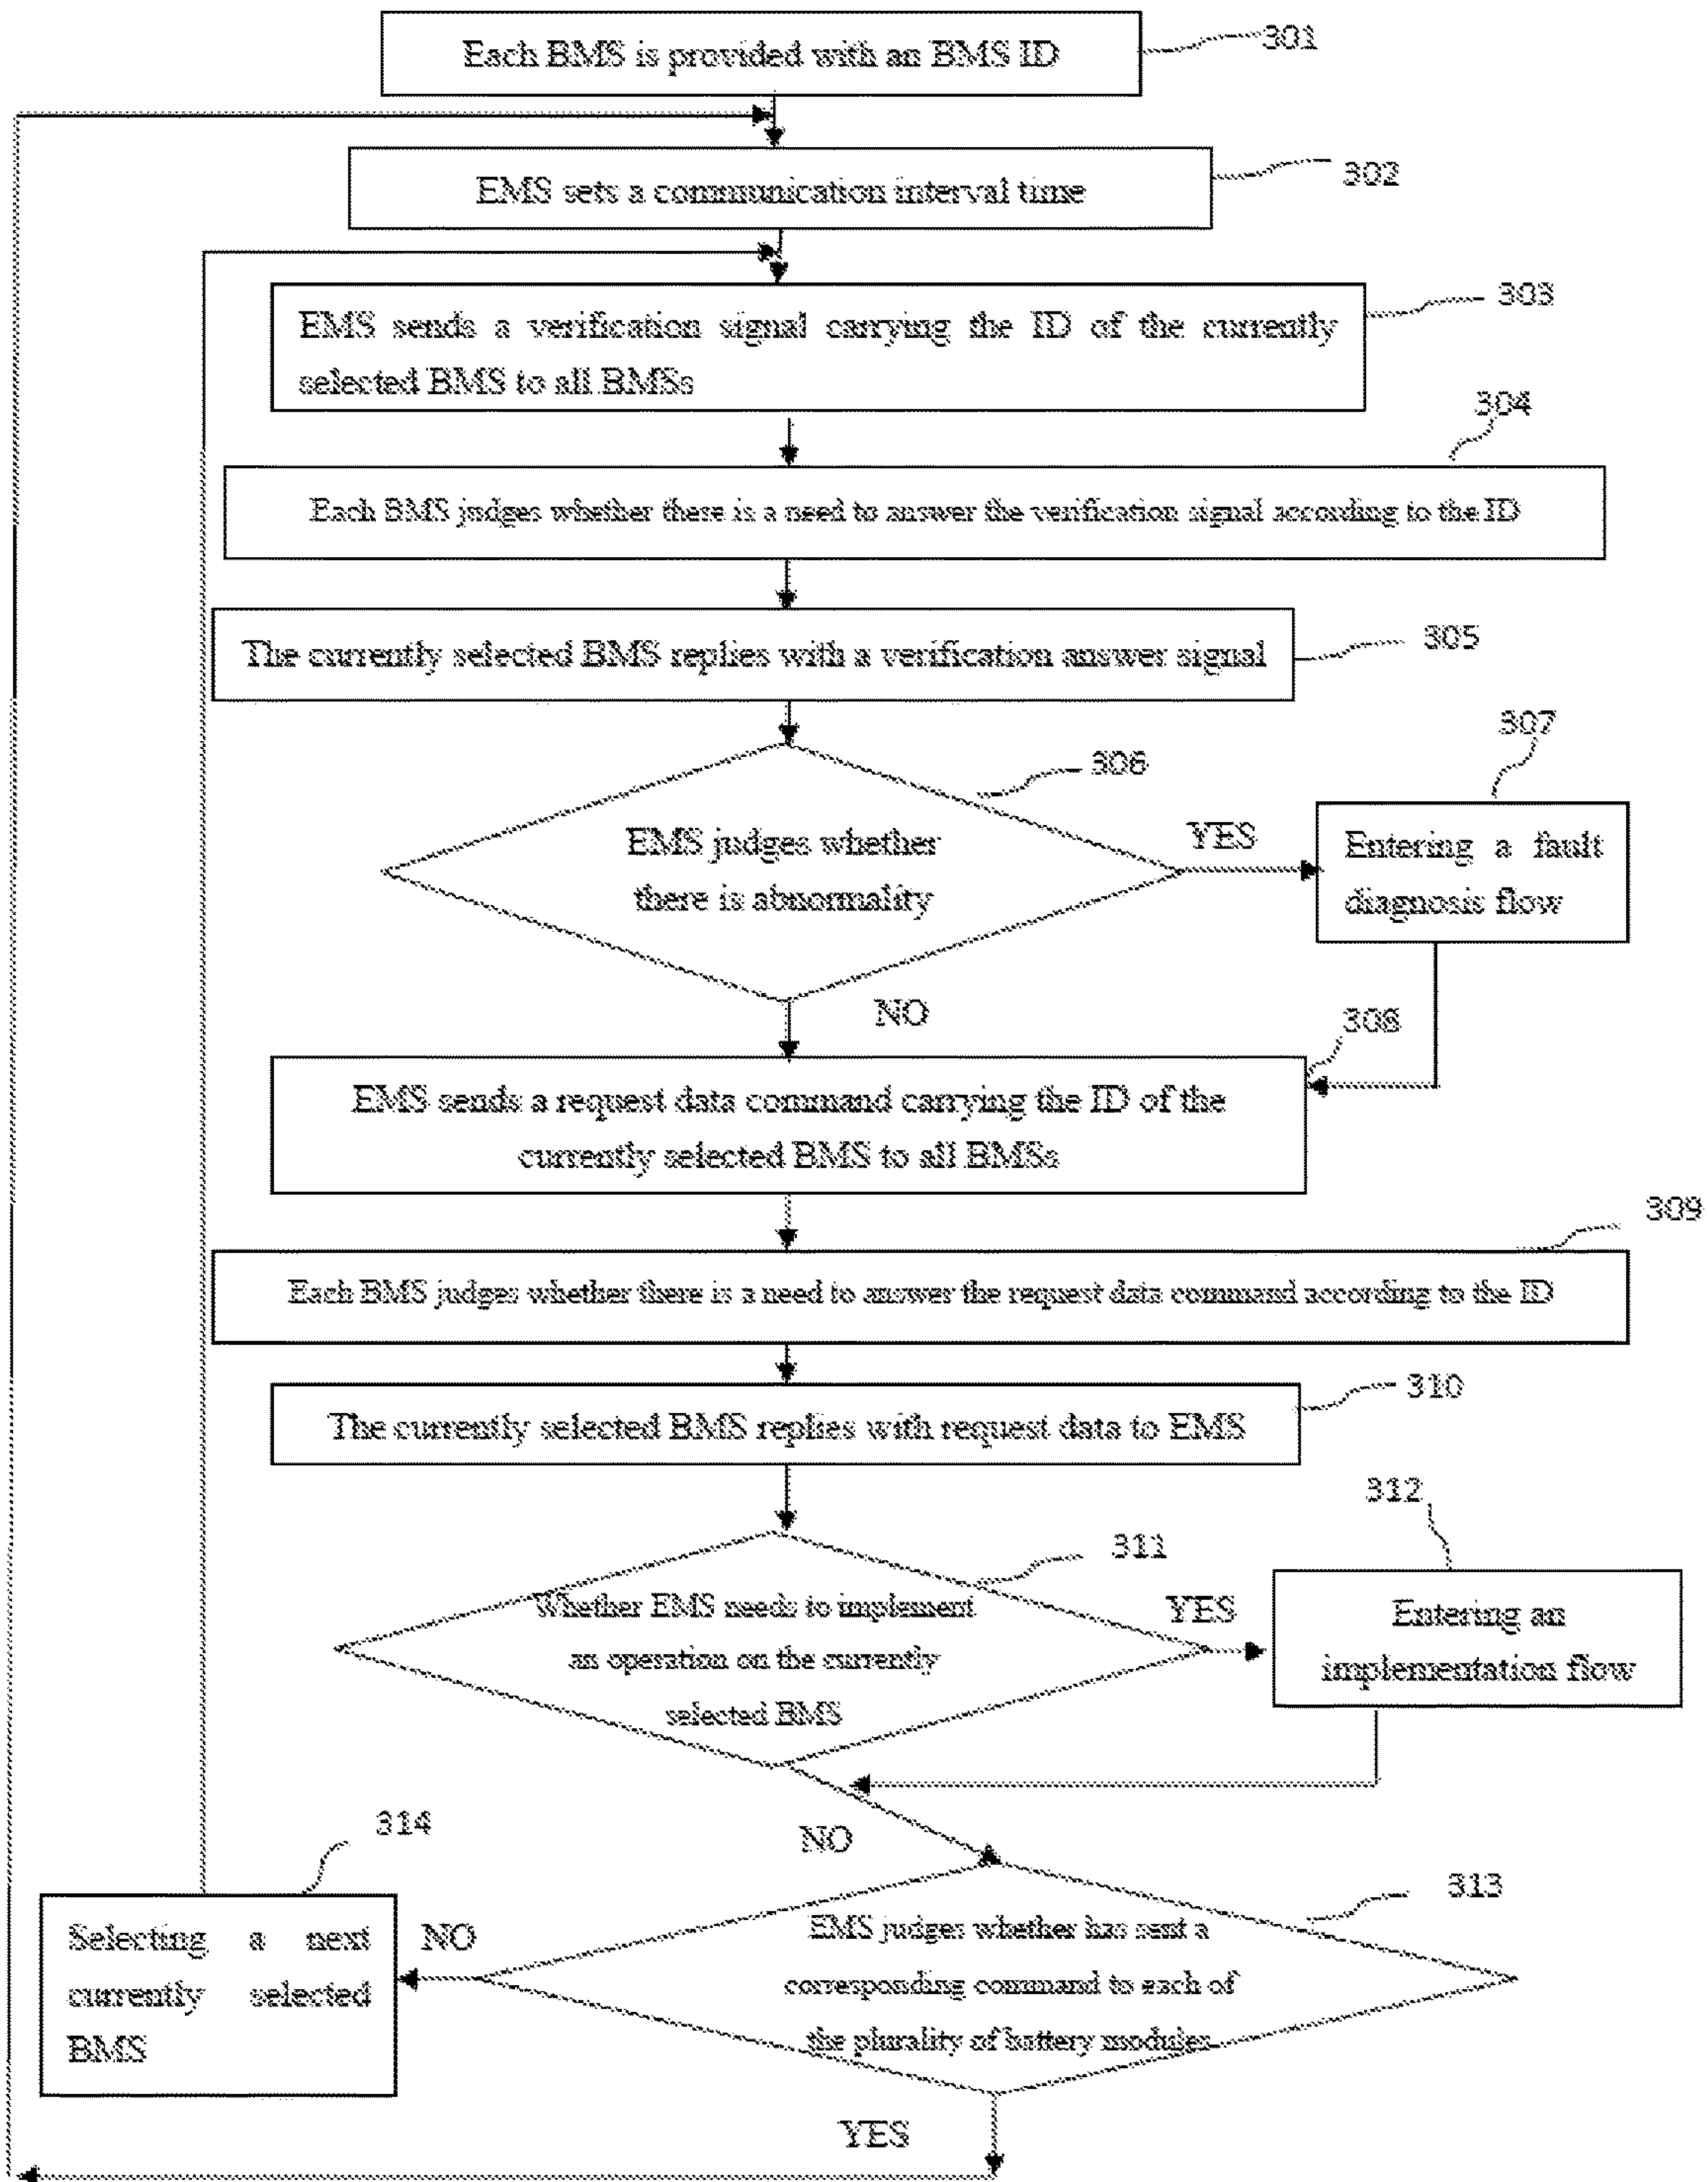 Each BMS is provided with an BMS ID
301
EMS sets a communication interval time
302
EMS sends a verification signal carrying the ID of the currently
selected BMS to all BMSs
303
304
Each BMS judges whether there is a need to answer the verification signal according to the ID
The currently selected BMS replies with a verification answer signal
305
306
307
EMS judges whether
there is abnormality
YES
Entering a fault
diagnosis flow
NO
308
EMS sends a request data command carrying the ID of the
currently selected BMS to all BMSs
309
Each BMS judges whether there is a need to answer the request data command according to the ID
310
The currently selected BMS replies with request data to EMS
312
311
Whether EMS needs to implement
an operation on the currently
selected BMS
YES
Entering an
implementation flow
NO
314
313
Selecting a next
currently selected
BMS
NO
EMS judges whether has sent a
corresponding command to each of
the plurality of battery modules
YES